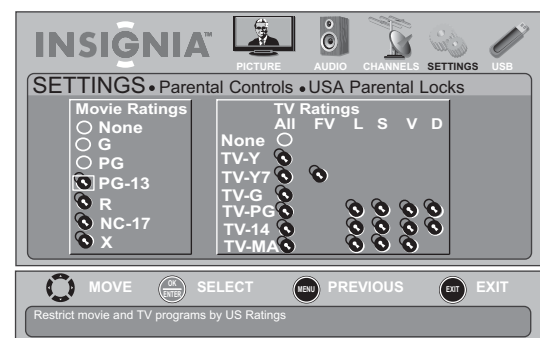 INSIGNIA™
PICTURE AUDIO CHANNELS SETTINGS USB
SETTINGS • Parental Controls • USA Parental Locks
Movie Ratings
None
G
PG
PG-13
R
NC-17
X
TV Ratings
All FV L S V D
None
TV-Y
TV-Y7
TV-G
TV-PG
TV-14
TV-MA
MOVE OK ENTER SELECT MENU PREVIOUS EXIT EXIT
Restrict movie and TV programs by US Ratings